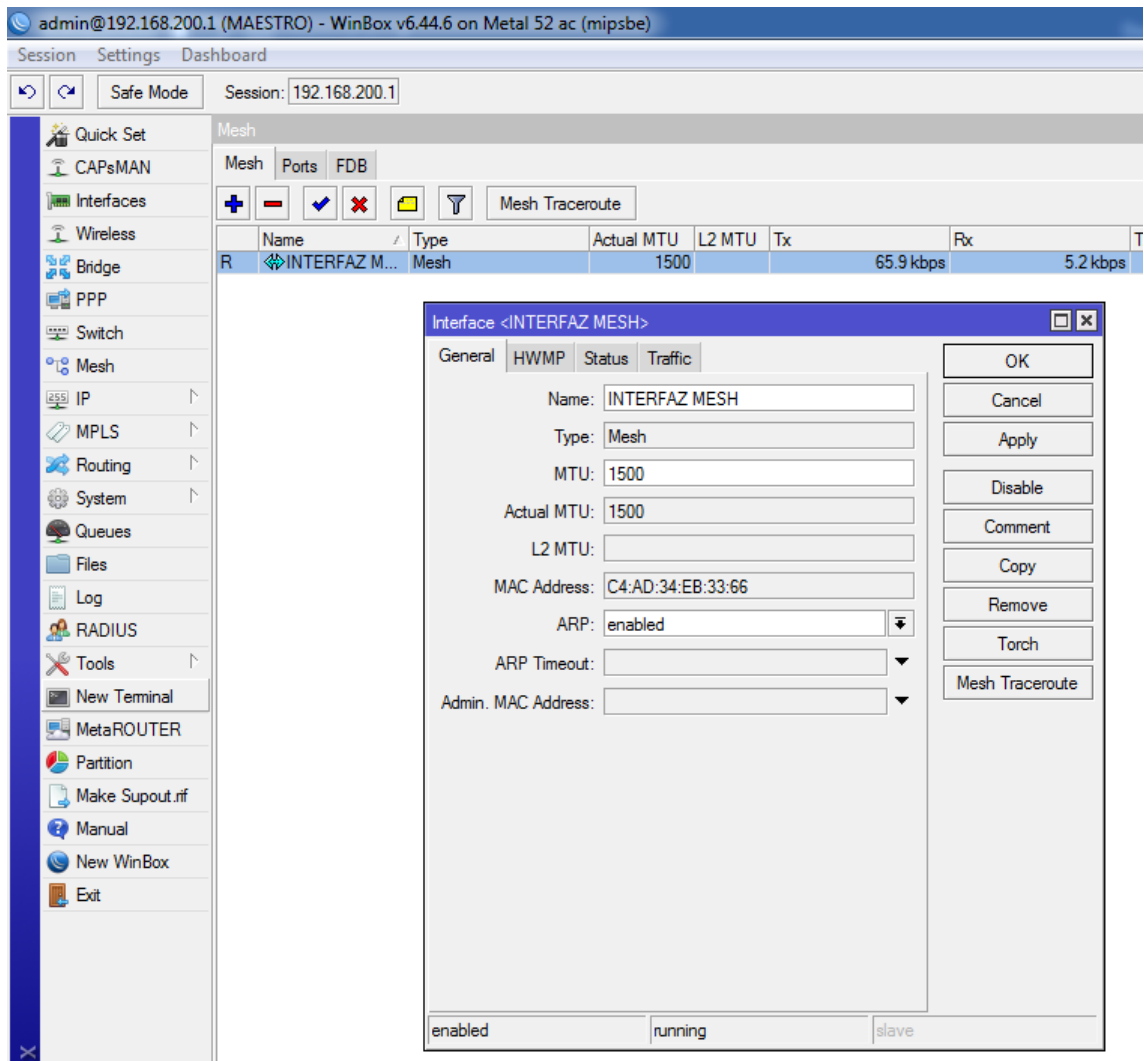 admin@192.168.200.1 (MAESTRO) - WinBox v6.44.6 on Metal 52 ac (mipsbe)
Session Settings Dashboard
Safe Mode Session: 192.168.200.1
Quick Set
CAPsMAN
Interfaces
Wireless
Bridge
PPP
Switch
Mesh
IP
MPLS
Routing
System
Queues
Files
Log
RADIUS
Tools
New Terminal
MetaROUTER
Partition
Make Supout.rif
Manual
New WinBox
Exit
Mesh
Mesh Ports FDB
Mesh Traceroute
Name Type Actual MTU L2 MTU Tx Rx T
R INTERFAZ M... Mesh 1500 65.9 kbps 5.2 kbps
Interface <INTERFAZ MESH>
General HWMP Status Traffic
Name: INTERFAZ MESH
Type: Mesh
MTU: 1500
Actual MTU: 1500
L2 MTU:
MAC Address: C4:AD:34:EB:33:66
ARP: enabled
ARP Timeout:
Admin. MAC Address:
OK
Cancel
Apply
Disable
Comment
Copy
Remove
Torch
Mesh Traceroute
enabled running slave